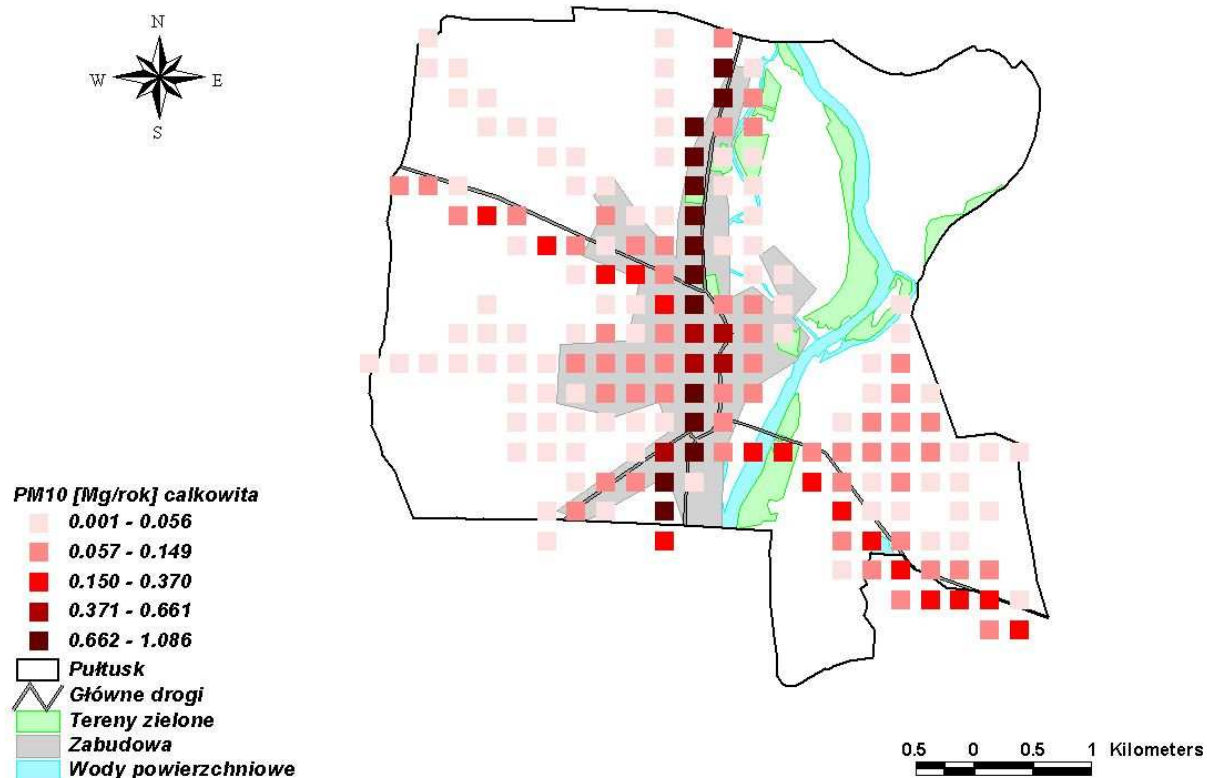 N
W E
S
PM10 [Mg/rok] calkowita
0.001 - 0.056
0.057 - 0.149
0.150 - 0.370
0.371 - 0.661
0.662 - 1.086
Pułtusk
Główne drogi
Tereny zielone
Zabudowa
Wody powierzchniowe
0.5 0 0.5 1 Kilometers